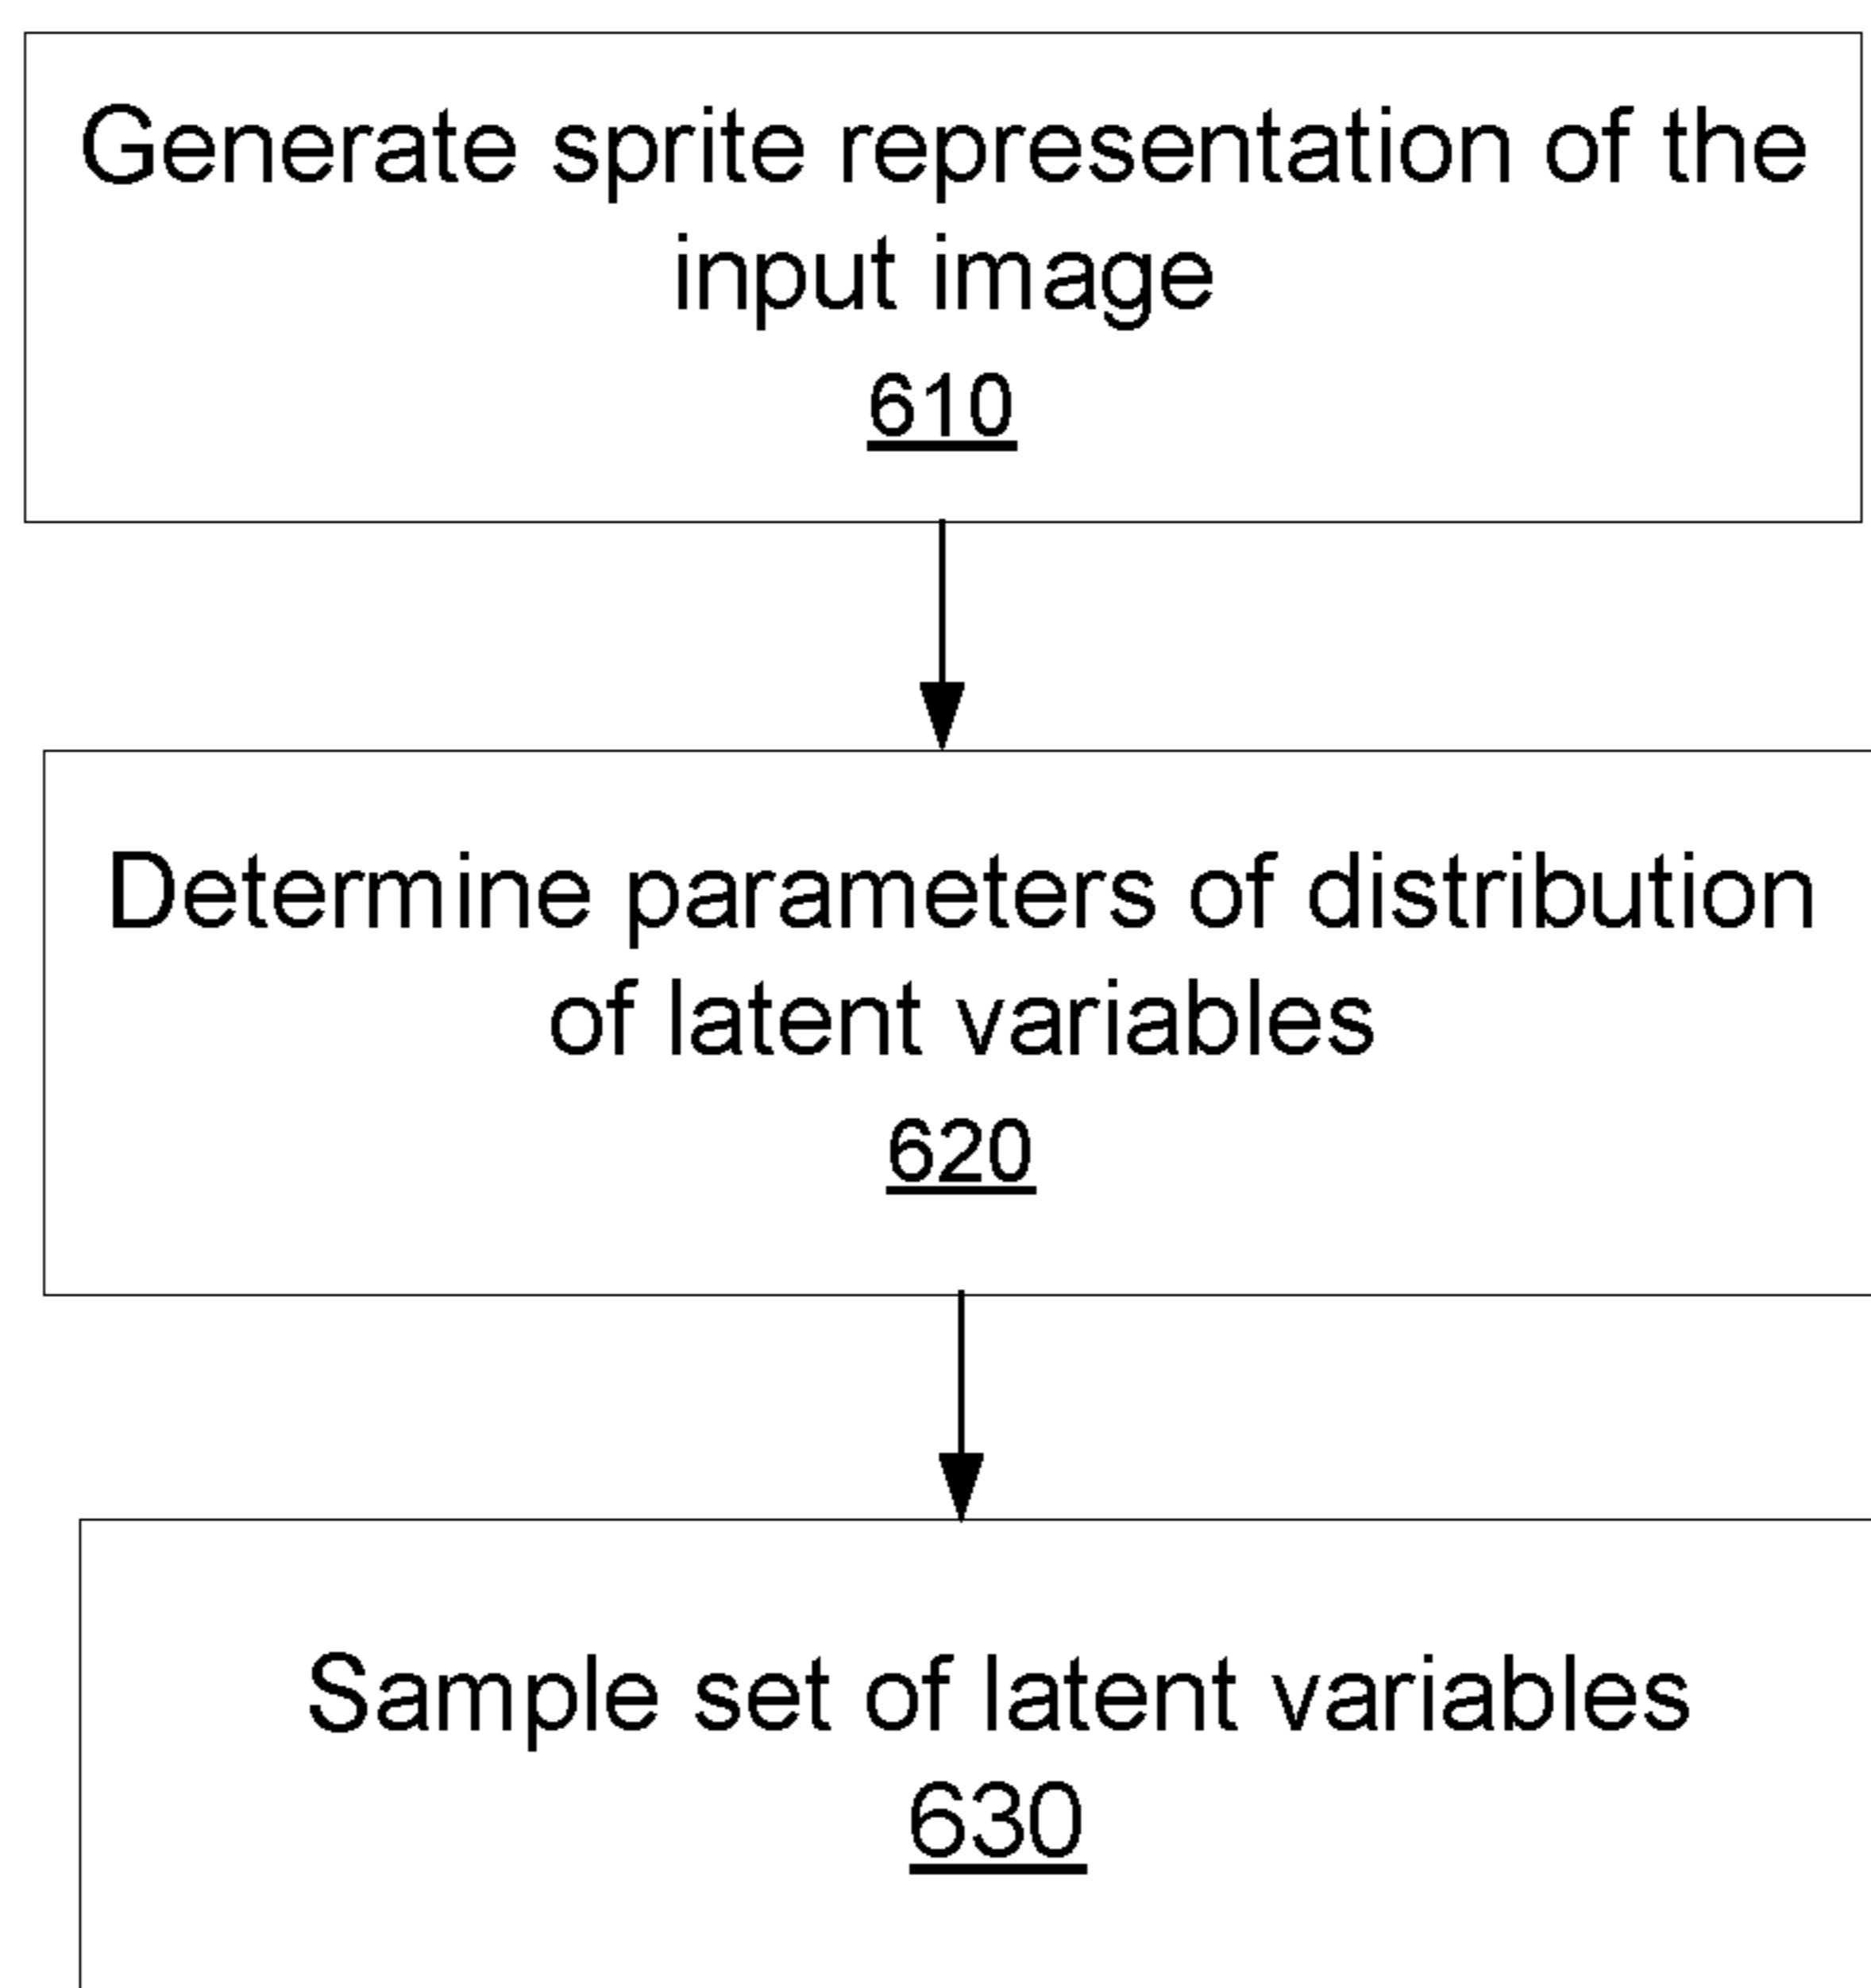 Generate sprite representation of the
input image
610
Determine parameters of distribution
of latent variables
620
Sample set of latent variables
630